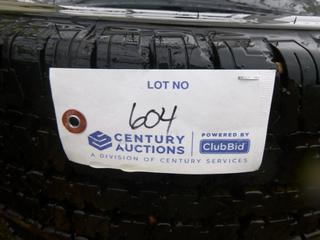 LOT NO
604
CENTURY AUCTIONS
POWERED BY ClubBid
A DIVISION OF CENTURY SERVICES